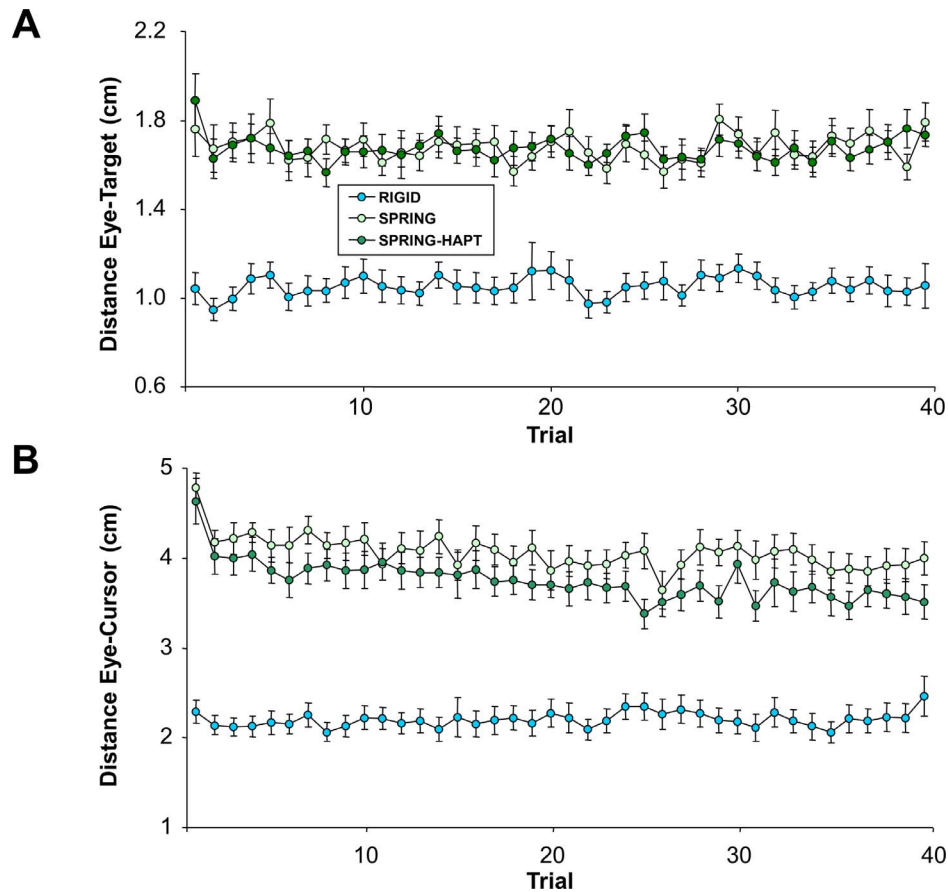 A
Distance Eye-Target (cm)
2.2
1.8
1.4
1.0
0.6
RIGID
SPRING
SPRING-HAPT
10 20 30 40
Trial
B
Distance Eye-Cursor (cm)
5
4
3
2
1
10 20 30 40
Trial